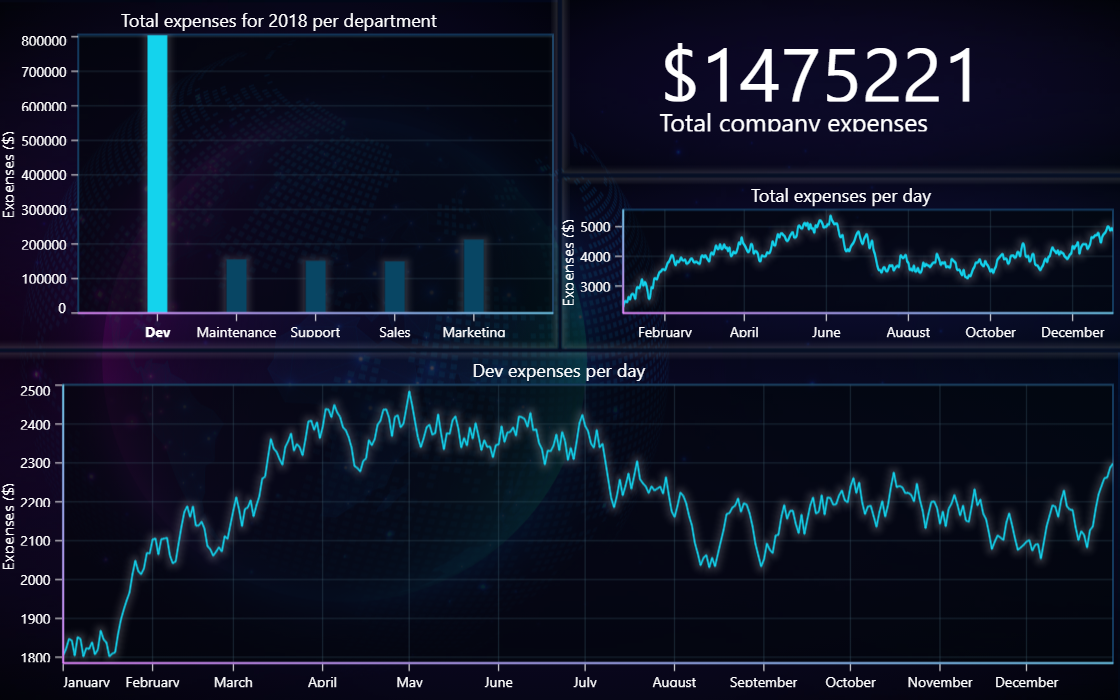 Total expenses for 2018 per department
Expenses ($)
800000
700000
600000
500000
400000
300000
200000
100000
0
Dev Maintenance Support Sales Marketing
$1475221
Total company expenses
Total expenses per day
Expenses ($)
5000
4000
3000
February April June August October December
Dev expenses per day
Expenses ($)
2500
2400
2300
2200
2100
2000
1900
1800
January February March April May June July August September October November December